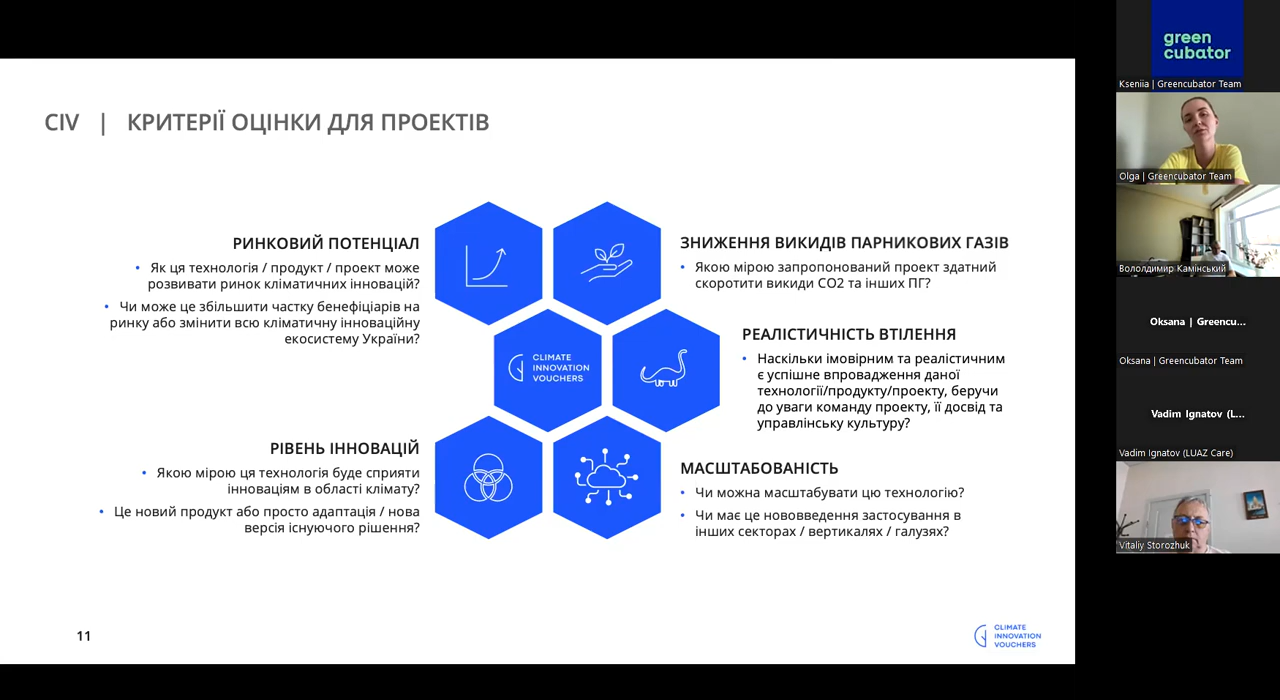 CIV | КРИТЕРІЇ ОЦІНКИ ДЛЯ ПРОЕКТІВ
РИНКОВИЙ ПОТЕНЦІАЛ
• Як ця технологія / продукт / проект може
розвивати ринок кліматичних інновацій?
• Чи може це збільшити частку бенефіціарів на
ринку або змінити всю кліматичну інноваційну
екосистему України?
ЗНИЖЕННЯ ВИКИДІВ ПАРНИКОВИХ ГАЗІВ
• Якою мірою запропонований проект здатний
скоротити викиди CO2 та інших ПГ?
РЕАЛІСТИЧНІСТЬ ВТІЛЕННЯ
• Наскільки імовірним та реалістичним
є успішне впровадження даної
технології/продукту/проекту, беручи
до уваги команду проекту, її досвід та
управлінську культуру?
CLIMATE
INNOVATION
VOUCHERS
РІВЕНЬ ІННОВАЦІЙ
• Якою мірою ця технологія буде сприяти
інноваціям в області клімату?
• Це новий продукт або просто адаптація / нова
версія існуючого рішення?
МАСШТАБОВАНІСТЬ
• Чи можна масштабувати цю технологію?
• Чи має це нововведення застосування в
інших секторах / вертикалях / галузях?
11
CLIMATE
INNOVATION
VOUCHERS
green
cubator
Kseniia | Greencubator Team
Olga | Greencubator Team
Вололдимир Камінський
Oksana | Greencu...
Oksana | Greencubator Team
Vadim Ignatov (L...
Vadim Ignatov (LUAZ Care)
Vitaliy Storozhuk